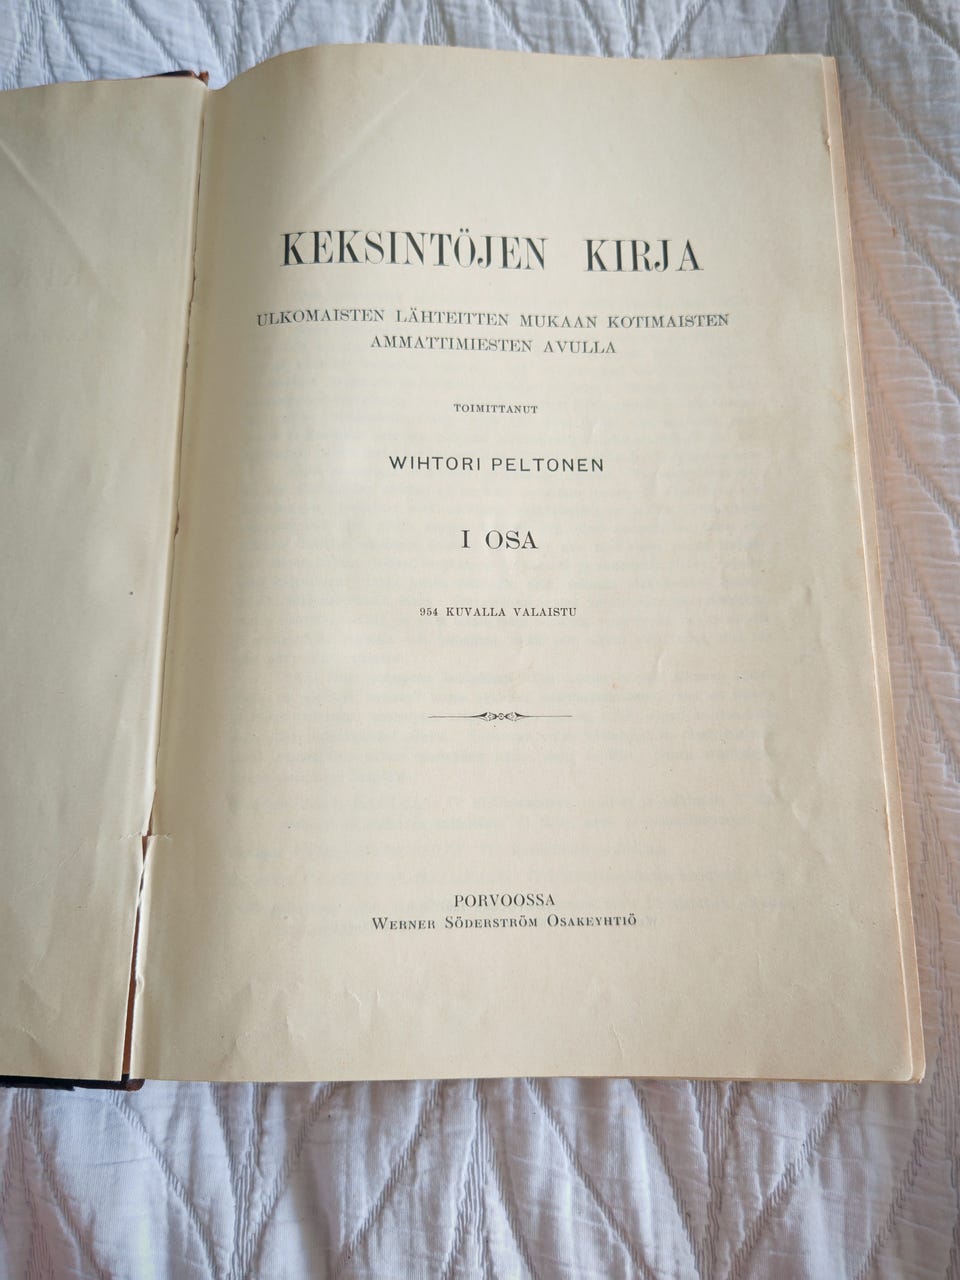 KEKSINTÖJEN KIRJA
ULKOMAISTEN LÄHTEITTEN MUKAAN KOTIMAISTEN
AMMATTIMIESTEN AVULLA
TOIMITTANUT
WIHTORI PELTONEN
I OSA
954 KUVALLA VALAISTU
PORVOOSSA
WERNER SÖDERSTRÖM OSAKEYHTIÖ